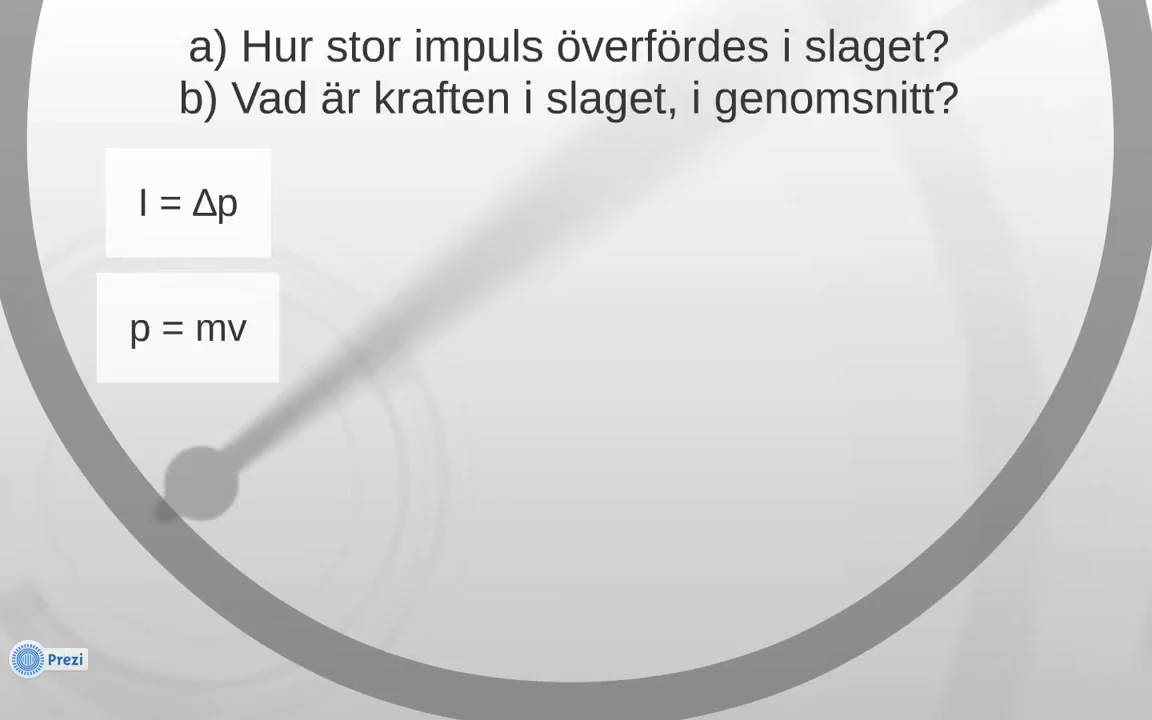 a) Hur stor impuls överfördes i slaget?
b) Vad är kraften i slaget, i genomsnitt?
I = Δp
p = mv
Prezi